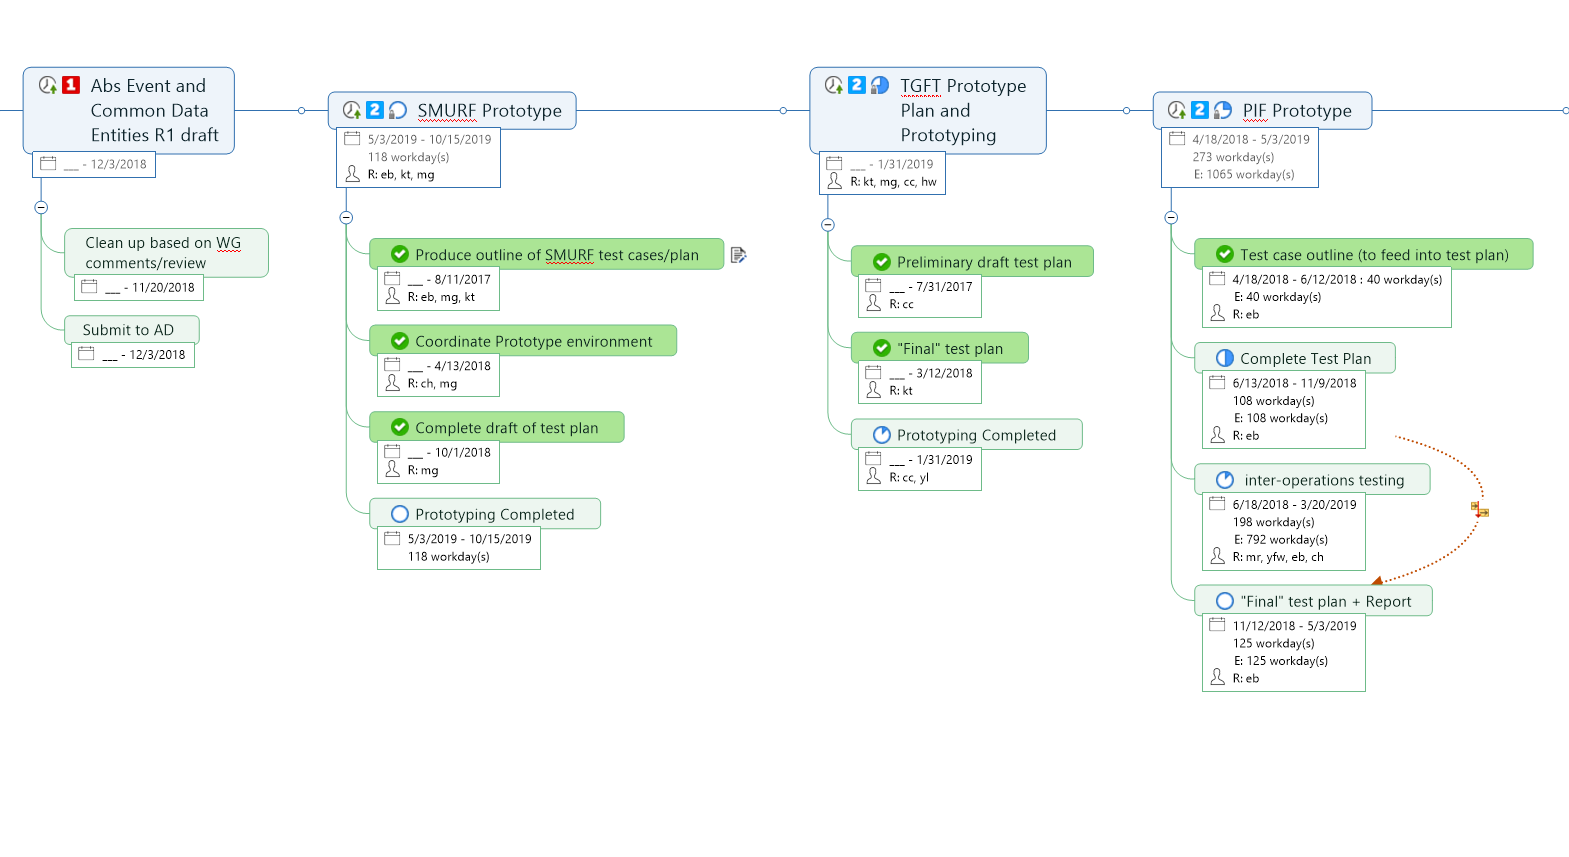 1
Abs Event and
Common Data
Entities R1 draft
___ - 12/3/2018
Clean up based on WG
comments/review
___ - 11/20/2018
Submit to AD
___ - 12/3/2018
2
SMURF Prototype
5/3/2019 - 10/15/2019
118 workday(s)
R: eb, kt, mg
Produce outline of SMURF test cases/plan
___ - 8/11/2017
R: eb, mg, kt
Coordinate Prototype environment
___ - 4/13/2018
R: ch, mg
Complete draft of test plan
___ - 10/1/2018
R: mg
Prototyping Completed
5/3/2019 - 10/15/2019
118 workday(s)
2
TGFT Prototype
Plan and
Prototyping
___ - 1/31/2019
R: kt, mg, cc, hw
Preliminary draft test plan
___ - 7/31/2017
R: cc
"Final" test plan
___ - 3/12/2018
R: kt
Prototyping Completed
___ - 1/31/2019
R: cc, yl
2
PIF Prototype
4/18/2018 - 5/3/2019
273 workday(s)
E: 1065 workday(s)
Test case outline (to feed into test plan)
4/18/2018 - 6/12/2018 : 40 workday(s)
E: 40 workday(s)
R: eb
Complete Test Plan
6/13/2018 - 11/9/2018
108 workday(s)
E: 108 workday(s)
R: eb
inter-operations testing
6/18/2018 - 3/20/2019
198 workday(s)
E: 792 workday(s)
R: mr, yfw, eb, ch
"Final" test plan + Report
11/12/2018 - 5/3/2019
125 workday(s)
E: 125 workday(s)
R: eb